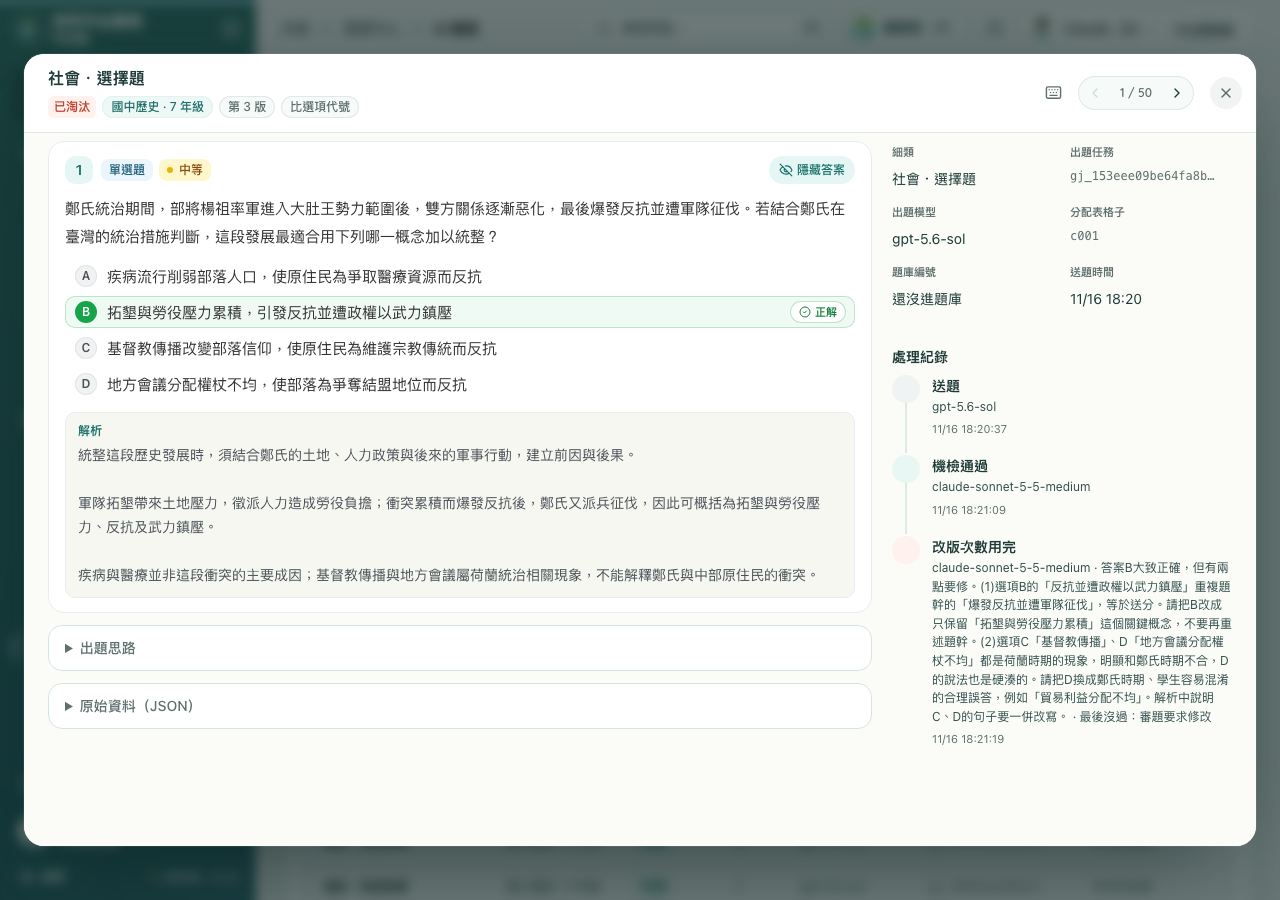 社會．選擇題
已淘汰 國中歷史 · 7 年級 第 3 版 比選項代號
1 / 50
1 單選題 中等 隱藏答案
鄭氏統治期間，部將楊祖率軍進入大肚王勢力範圍後，雙方關係逐漸惡化，最後爆發反抗並遭軍隊征伐。若結合鄭氏在
臺灣的統治措施判斷，這段發展最適合用下列哪一概念加以統整？
A 疾病流行削弱部落人口，使原住民為爭取醫療資源而反抗
B 拓墾與勞役壓力累積，引發反抗並遭政權以武力鎮壓 正解
C 基督教傳播改變部落信仰，使原住民為維護宗教傳統而反抗
D 地方會議分配權杖不均，使部落為爭奪結盟地位而反抗
解析
統整這段歷史發展時，須結合鄭氏的土地、人力政策與後來的軍事行動，建立前因與後果。
軍隊拓墾帶來土地壓力，徵派人力造成勞役負擔；衝突累積而爆發反抗後，鄭氏又派兵征伐，因此可概括為拓墾與勞役壓
力、反抗及武力鎮壓。
疾病與醫療並非這段衝突的主要成因；基督教傳播與地方會議屬荷蘭統治相關現象，不能解釋鄭氏與中部原住民的衝突。
出題思路
原始資料（JSON）
細類 出題任務
社會．選擇題 gj_153eee09be64fa8b…
出題模型 分配表格子
gpt-5.6-sol c001
題庫編號 送題時間
還沒進題庫 11/16 18:20
處理紀錄
送題
gpt-5.6-sol
11/16 18:20:37
機檢通過
claude-sonnet-5-5-medium
11/16 18:21:09
改版次數用完
claude-sonnet-5-5-medium · 答案B大致正確，但有兩
點要修。(1)選項B的「反抗並遭政權以武力鎮壓」重複題
幹的「爆發反抗並遭軍隊征伐」，等於送分。請把B改成
只保留「拓墾與勞役壓力累積」這個關鍵概念，不要再重
述題幹。(2)選項C「基督教傳播」、D「地方會議分配權
杖不均」都是荷蘭時期的現象，明顯和鄭氏時期不合，D
的說法也是硬湊的。請把D換成鄭氏時期、學生容易混淆
的合理誤答，例如「貿易利益分配不均」。解析中說明
C、D的句子要一併改寫。 · 最後沒過：審題要求修改
11/16 18:21:19